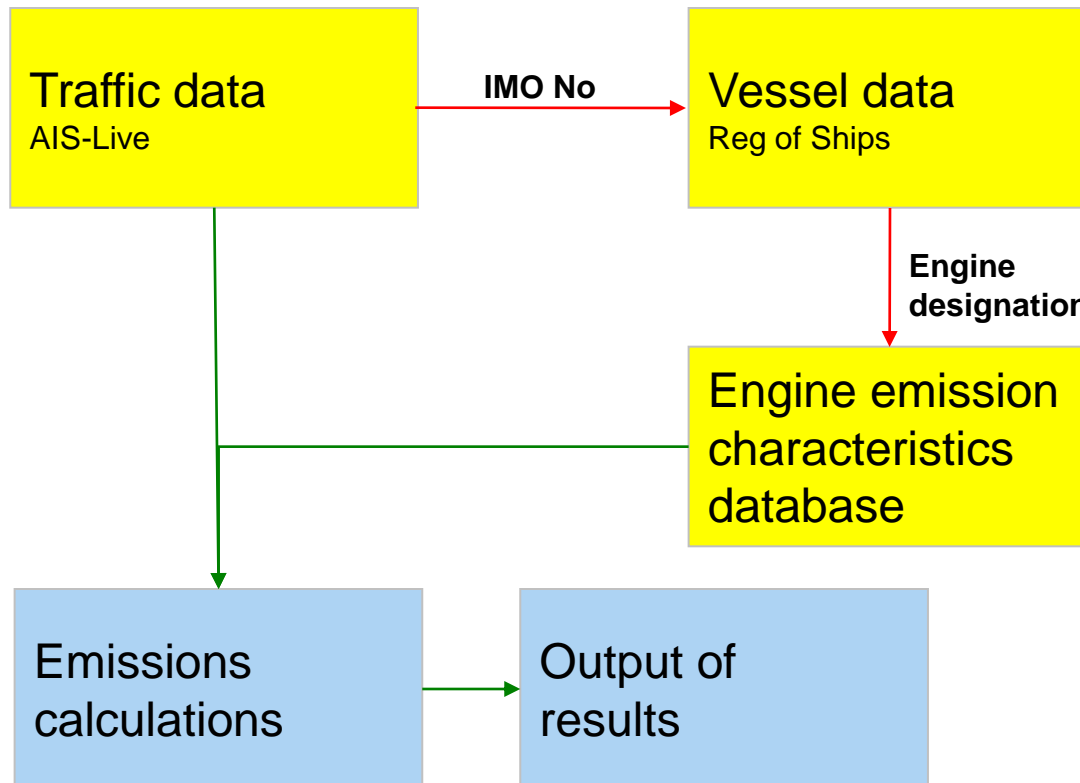 Traffic data
AIS-Live
IMO No
Vessel data
Reg of Ships
Engine
designation
Engine emission
characteristics
database
Emissions
calculations
Output of
results